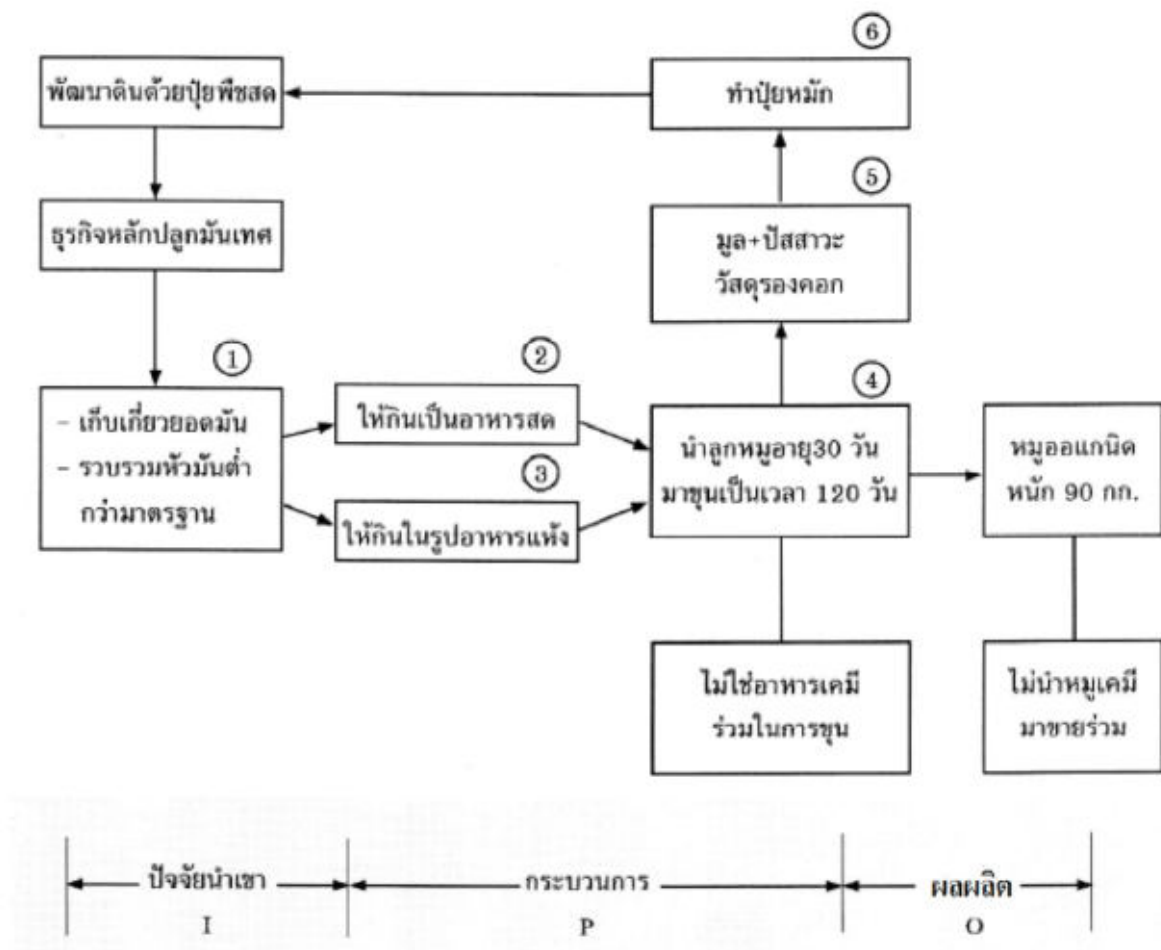 ⑥
พัฒนาดินด้วยปุ๋ยพืชสด
ทำปุ๋ยหมัก
⑤
ธุรกิจหลักปลูกมันเทศ
มูล+ปัสสาวะ
วัสดุรองคอก
①
②
④
- เก็บเกี่ยวยอดมัน
- รวบรวมหัวมันต่ำ
กว่ามาตรฐาน
ให้กินเป็นอาหารสด
③
ให้กินในรูปอาหารแห้ง
นำลูกหมูอายุ30 วัน
มาขุนเป็นเวลา 120 วัน
หมูออแกนิด
หนัก 90 กก.
ไม่ใช่อาหารเคมี
ร่วมในการขุน
ไม่นำหมูเคมี
มาขายร่วม
ปัจจัยนำเขา
กระบวนการ
ผลผลิต
I
P
O